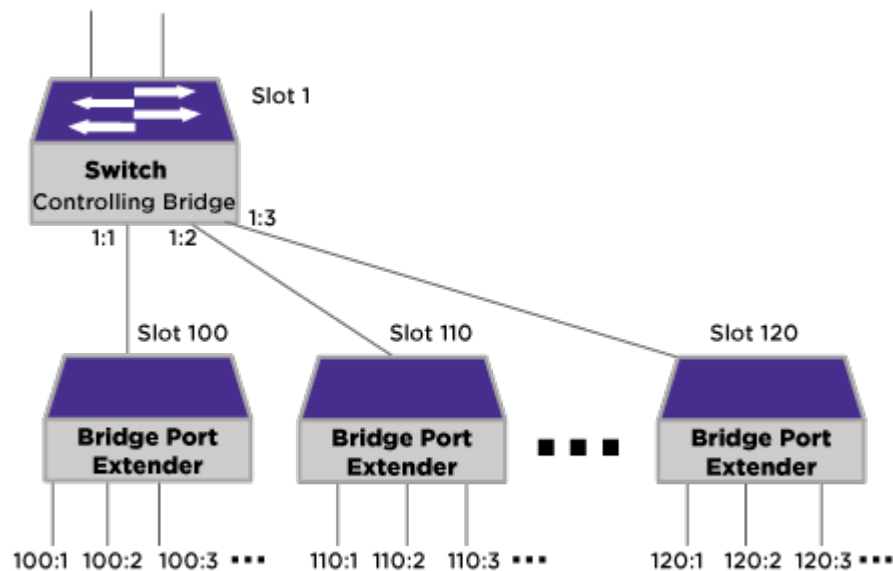 Slot 1
Switch
Controlling Bridge
1:3
1:1 1:2
Slot 100 Slot 110 Slot 120
Bridge Port Bridge Port Bridge Port
Extender Extender Extender
100:1 100:2 100:3 ... 110:1 110:2 110:3 ... 120:1 120:2 120:3 ...